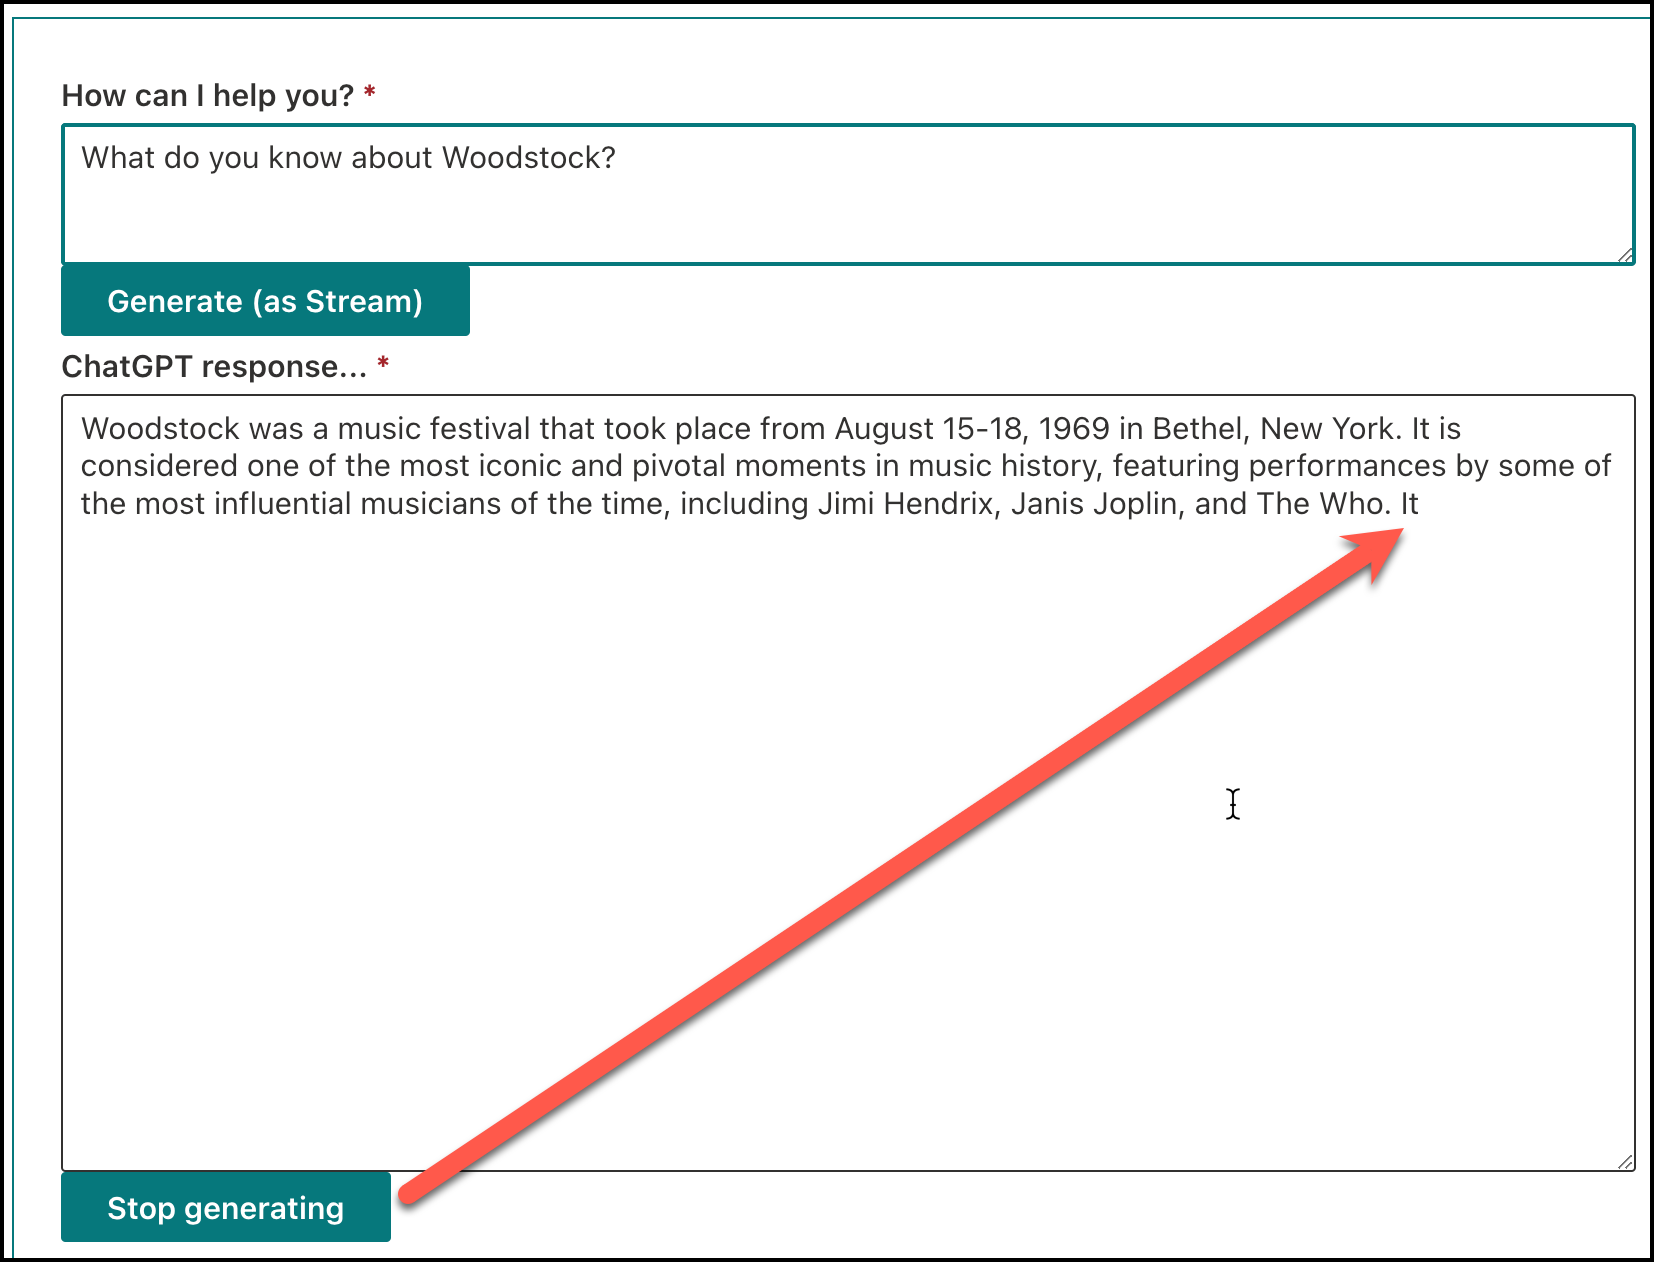 How can I help you? *
What do you know about Woodstock?
Generate (as Stream)
ChatGPT response... *
Woodstock was a music festival that took place from August 15-18, 1969 in Bethel, New York. It is
considered one of the most iconic and pivotal moments in music history, featuring performances by some of
the most influential musicians of the time, including Jimi Hendrix, Janis Joplin, and The Who. It
Stop generating